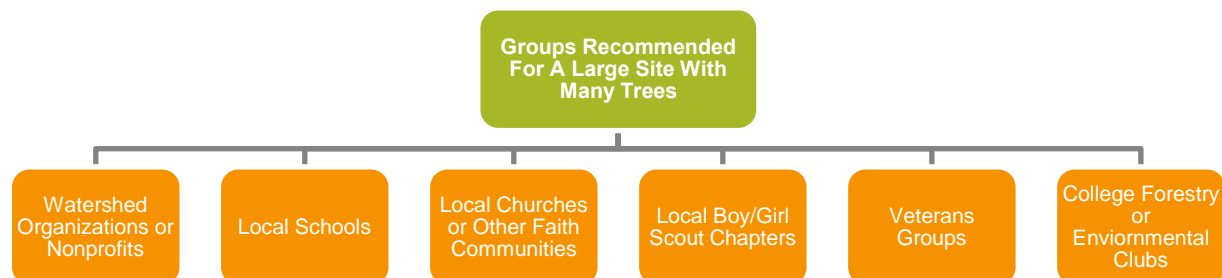 Groups Recommended
For A Large Site With
Many Trees
Watershed
Organizations or
Nonprofits
Local Schools
Local Churches
or Other Faith
Communities
Local Boy/Girl
Scout Chapters
Veterans
Groups
College Forestry
or
Enviornmental
Clubs